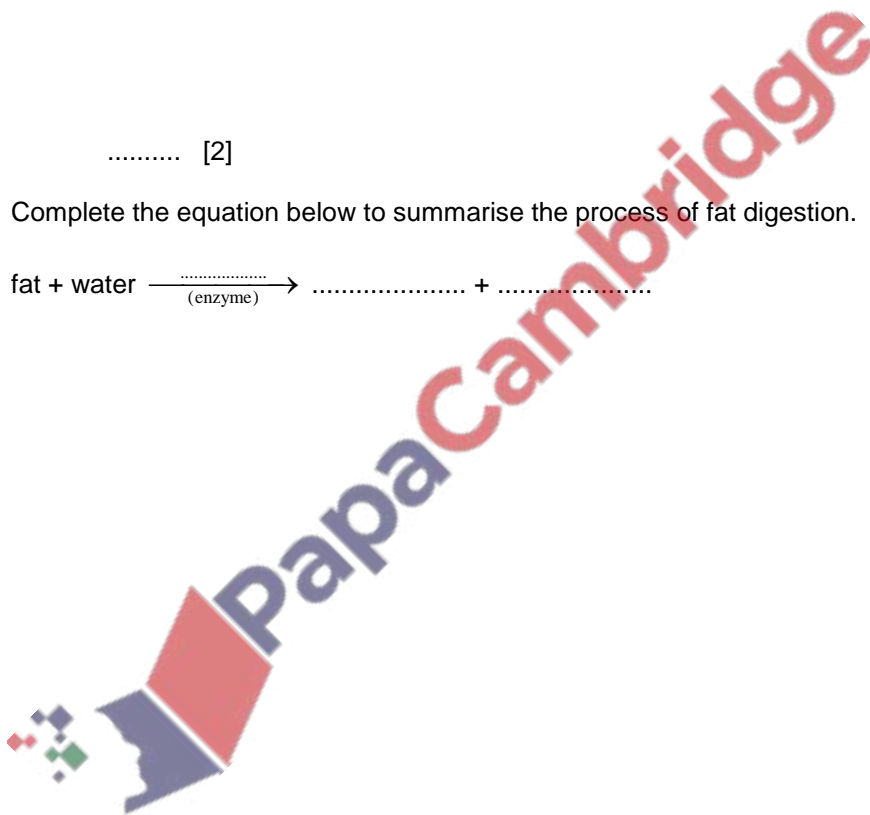 .......... [2]
Complete the equation below to summarise the process of fat digestion.
fat + water ................... (enzyme) → ..................... + .....................
PapaCambridge